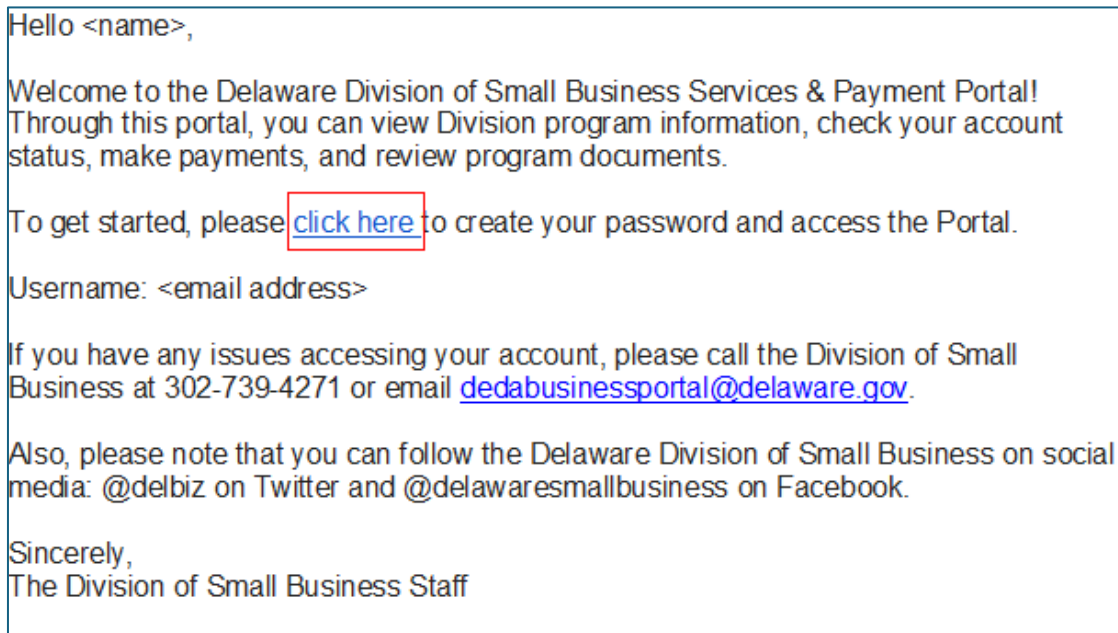 Hello <name>,
Welcome to the Delaware Division of Small Business Services & Payment Portal!
Through this portal, you can view Division program information, check your account
status, make payments, and review program documents.
To get started, please click here to create your password and access the Portal.
Username: <email address>
If you have any issues accessing your account, please call the Division of Small
Business at 302-739-4271 or email dedabusinessportal@delaware.gov.
Also, please note that you can follow the Delaware Division of Small Business on social
media: @delbiz on Twitter and @delawaresmallbusiness on Facebook.
Sincerely,
The Division of Small Business Staff